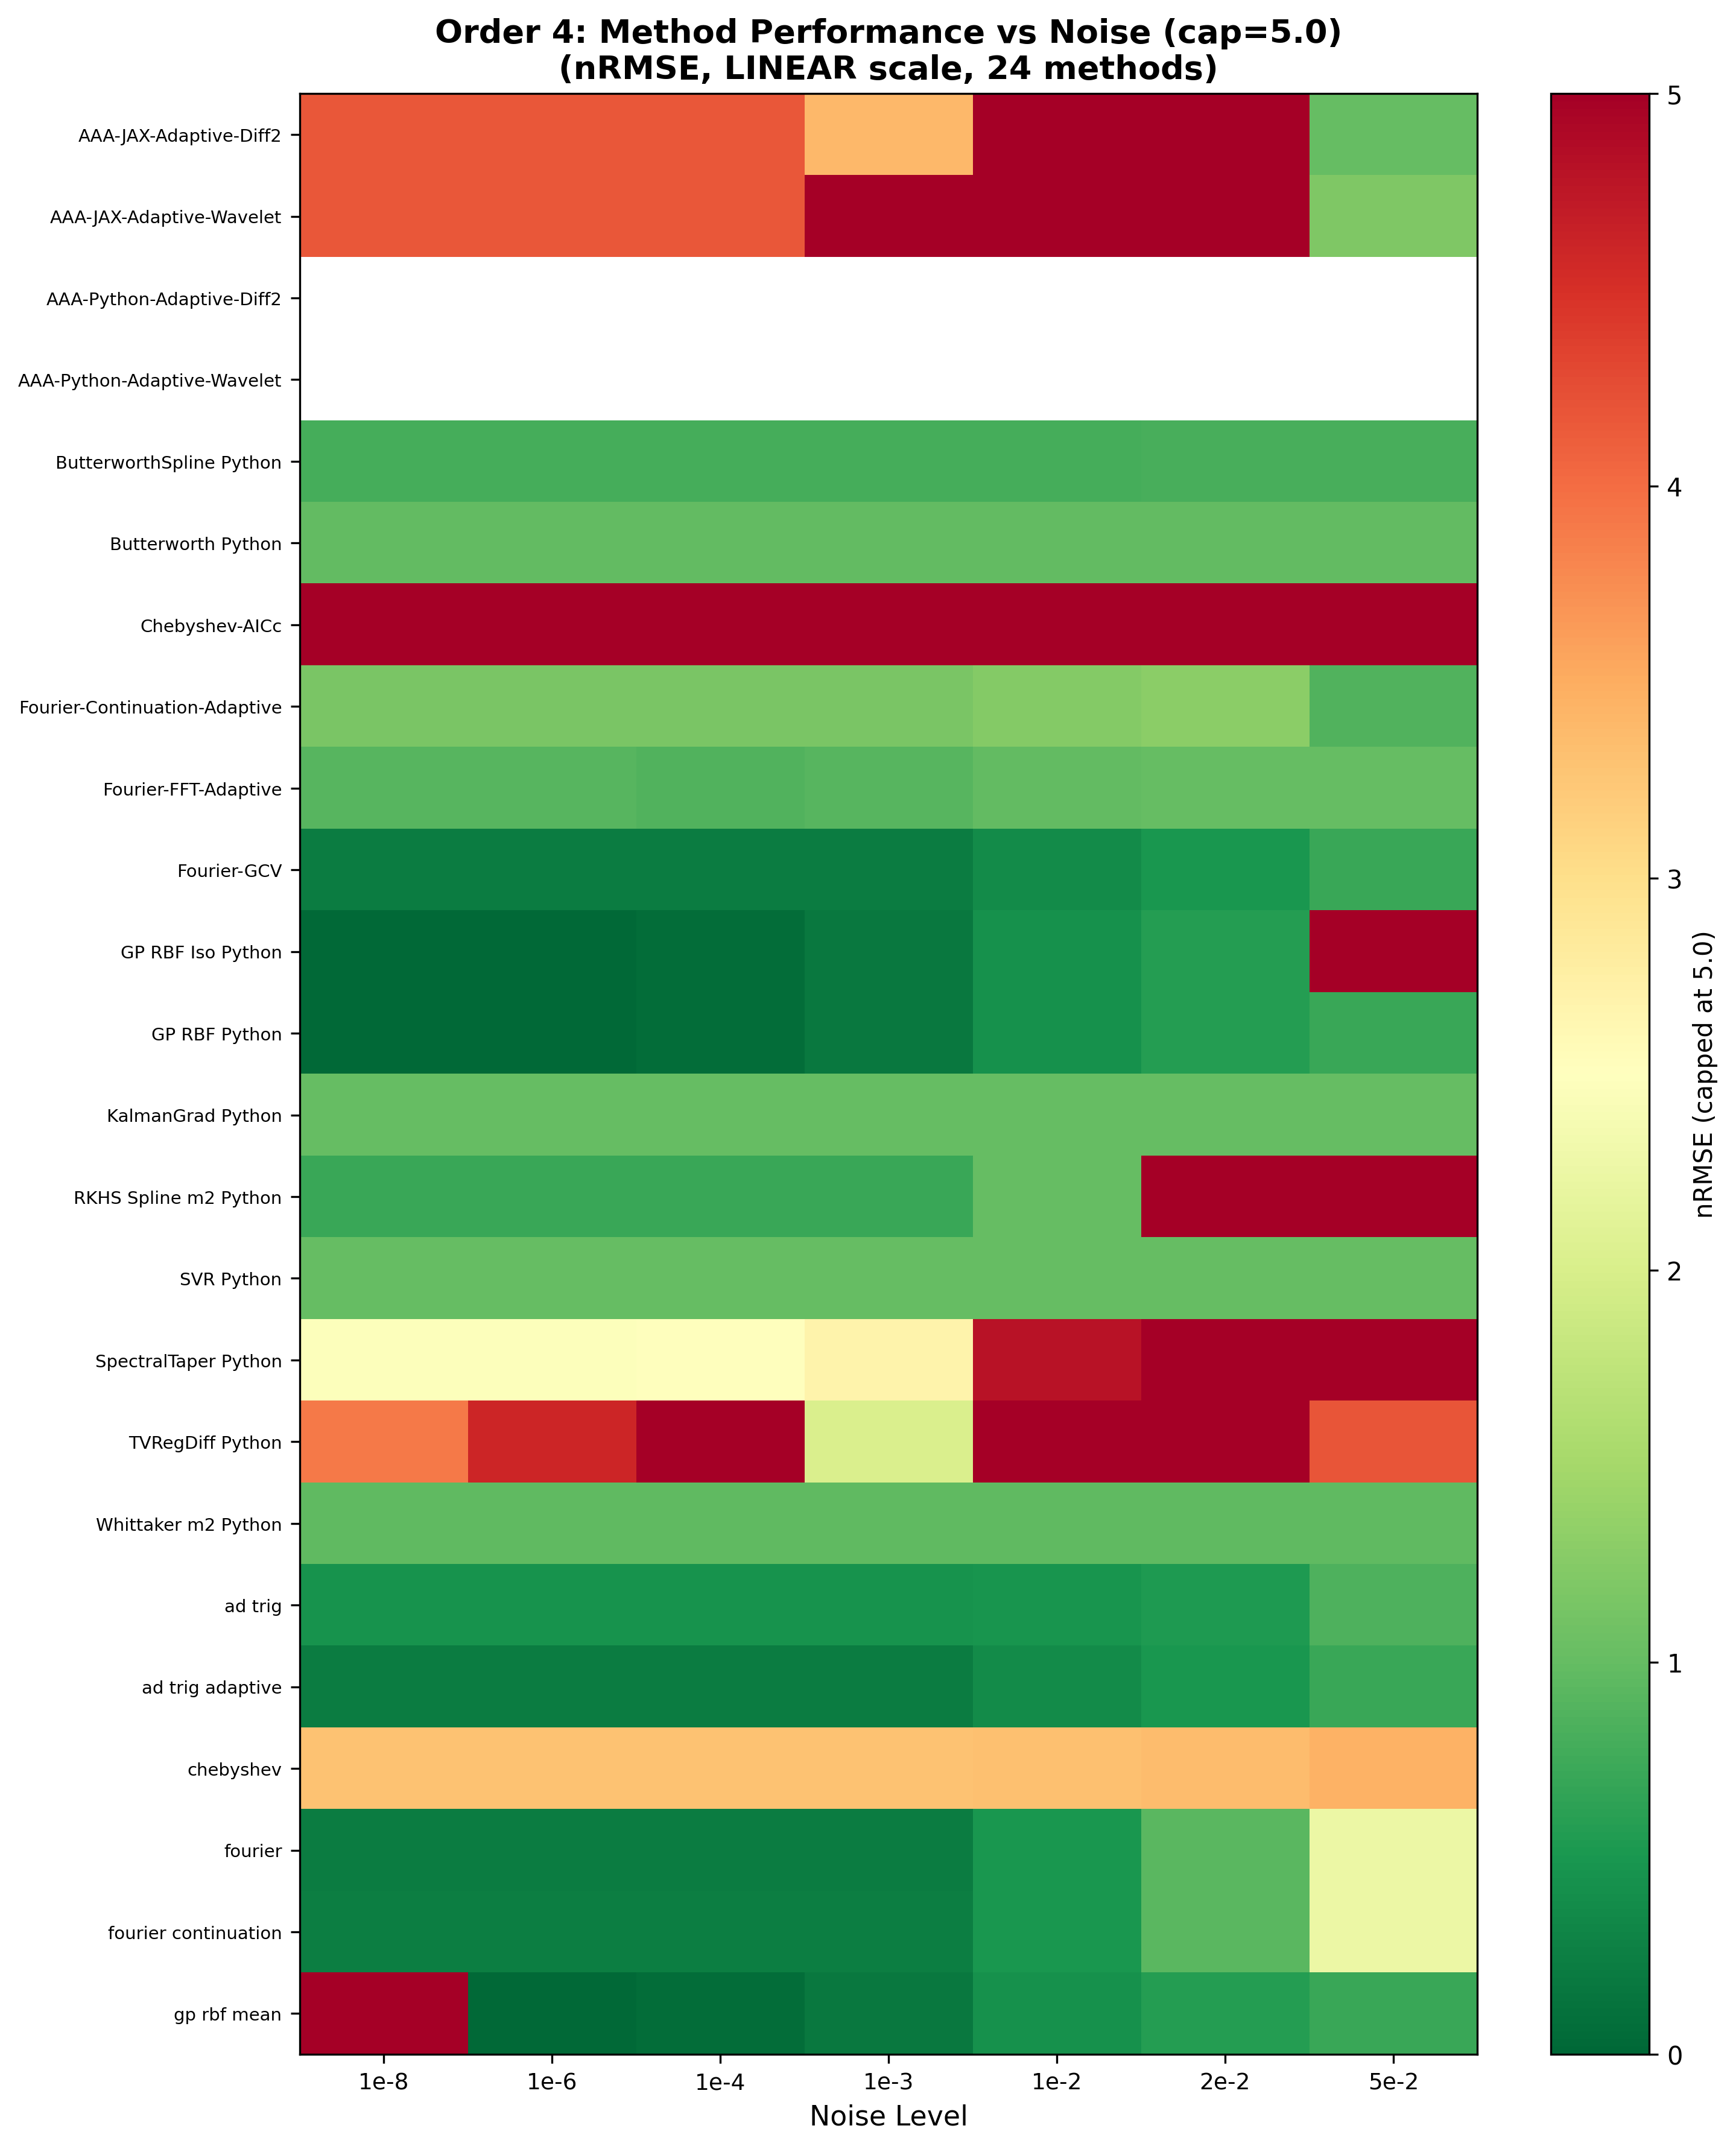 Order 4: Method Performance vs Noise (cap=5.0)
(nRMSE, LINEAR scale, 24 methods)
AAA-JAX-Adaptive-Diff2
AAA-JAX-Adaptive-Wavelet
AAA-Python-Adaptive-Diff2
AAA-Python-Adaptive-Wavelet
ButterworthSpline Python
Butterworth Python
Chebyshev-AICc
Fourier-Continuation-Adaptive
Fourier-FFT-Adaptive
Fourier-GCV
GP RBF Iso Python
GP RBF Python
KalmanGrad Python
RKHS Spline m2 Python
SVR Python
SpectralTaper Python
TVRegDiff Python
Whittaker m2 Python
ad trig
ad trig adaptive
chebyshev
fourier
fourier continuation
gp rbf mean
1e-8 1e-6 1e-4 1e-3 1e-2 2e-2 5e-2
Noise Level
5
4
3
2
1
0
nRMSE (capped at 5.0)